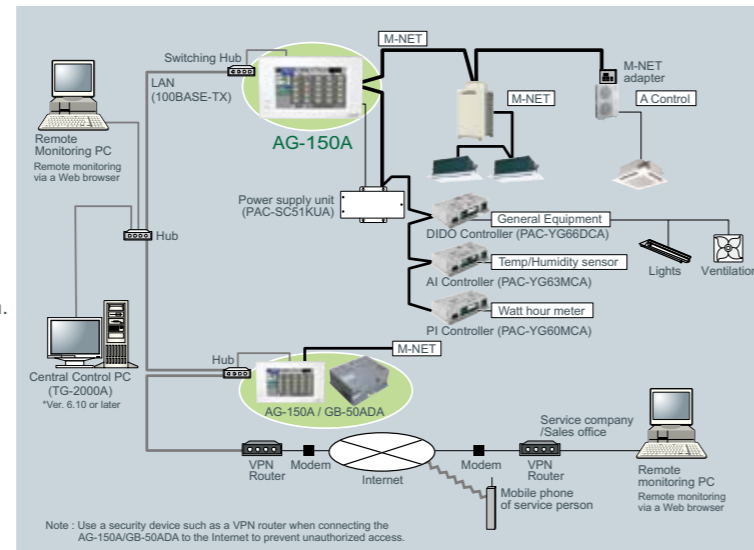 Switching Hub
LAN
(100BASE-TX)
M-NET
AG-150A
M-NET
M-NET
adapter
A Control
Remote
Monitoring PC
Remote monitoring
via a Web browser
Power supply unit
(PAC-SC51KUA)
General Equipment
DIDO Controller (PAC-YG66DCA)
Lights
Ventilation
Hub
Temp/Humidity sensor
AI Controller (PAC-YG63MCA)
n.
Watt hour meter
PI Controller (PAC-YG60MCA)
Central Control PC
(TG-2000A)
*Ver. 6.10 or later
Hub
M-NET
AG-150A / GB-50ADA
VPN
Router
Modem
Internet
Modem
VPN
Router
Service company
/Sales office
Mobile phone
of service person
Remote
monitoring PC
Remote monitoring
via a Web browser
Note : Use a security device such as a VPN router when connecting the
AG-150A/GB-50ADA to the Internet to prevent unauthorized access.